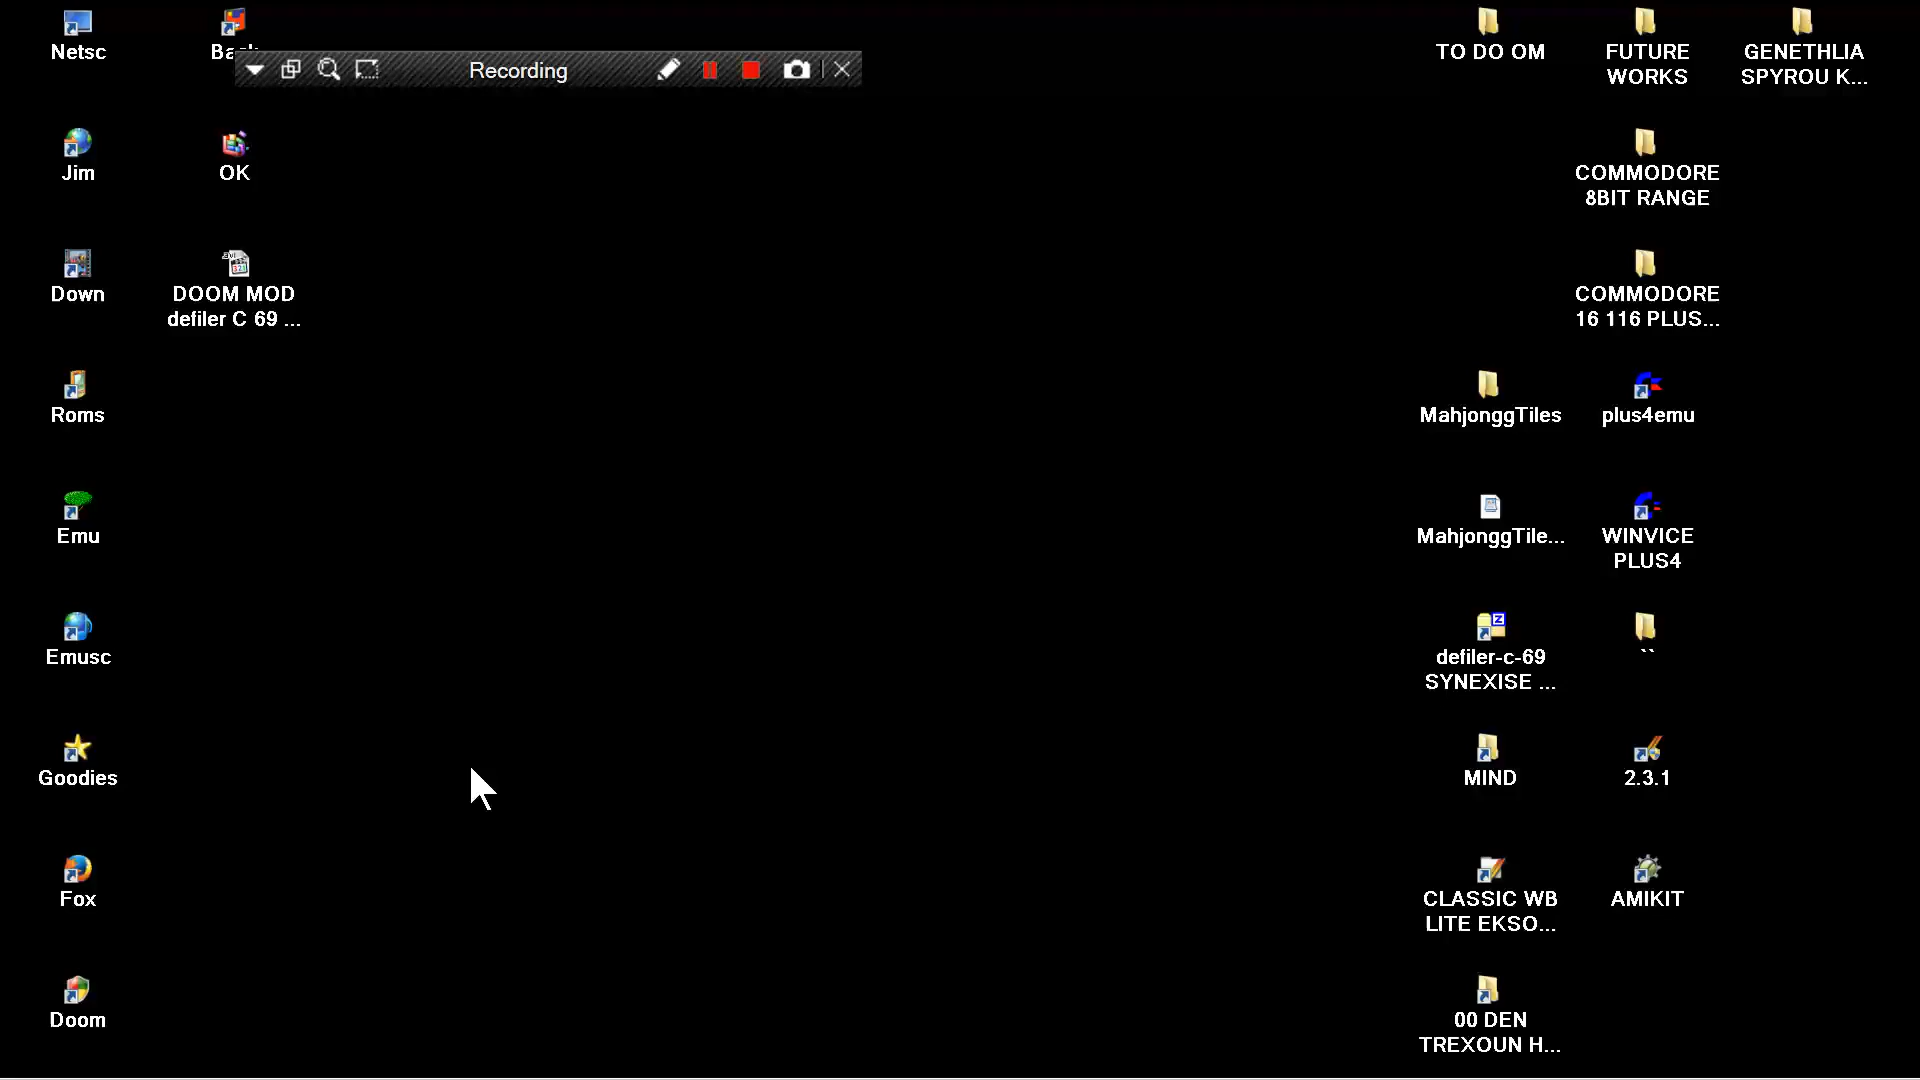 Netsc
Recording
Jim
OK
Down
DOOM MOD
defiler C 69 ...
Roms
Emu
Emusc
Goodies
Fox
Doom
TO DO OM
FUTURE
WORKS
GENETHLIA
SPYROU K...
COMMODORE
8BIT RANGE
COMMODORE
16 116 PLUS...
MahjonggTiles
plus4emu
MahjonggTile...
WINVICE
PLUS4
defiler-c-69
SYNEXISE ...
``
MIND
2.3.1
CLASSIC WB
LITE EKSO...
AMIKIT
00 DEN
TREXOUN H...